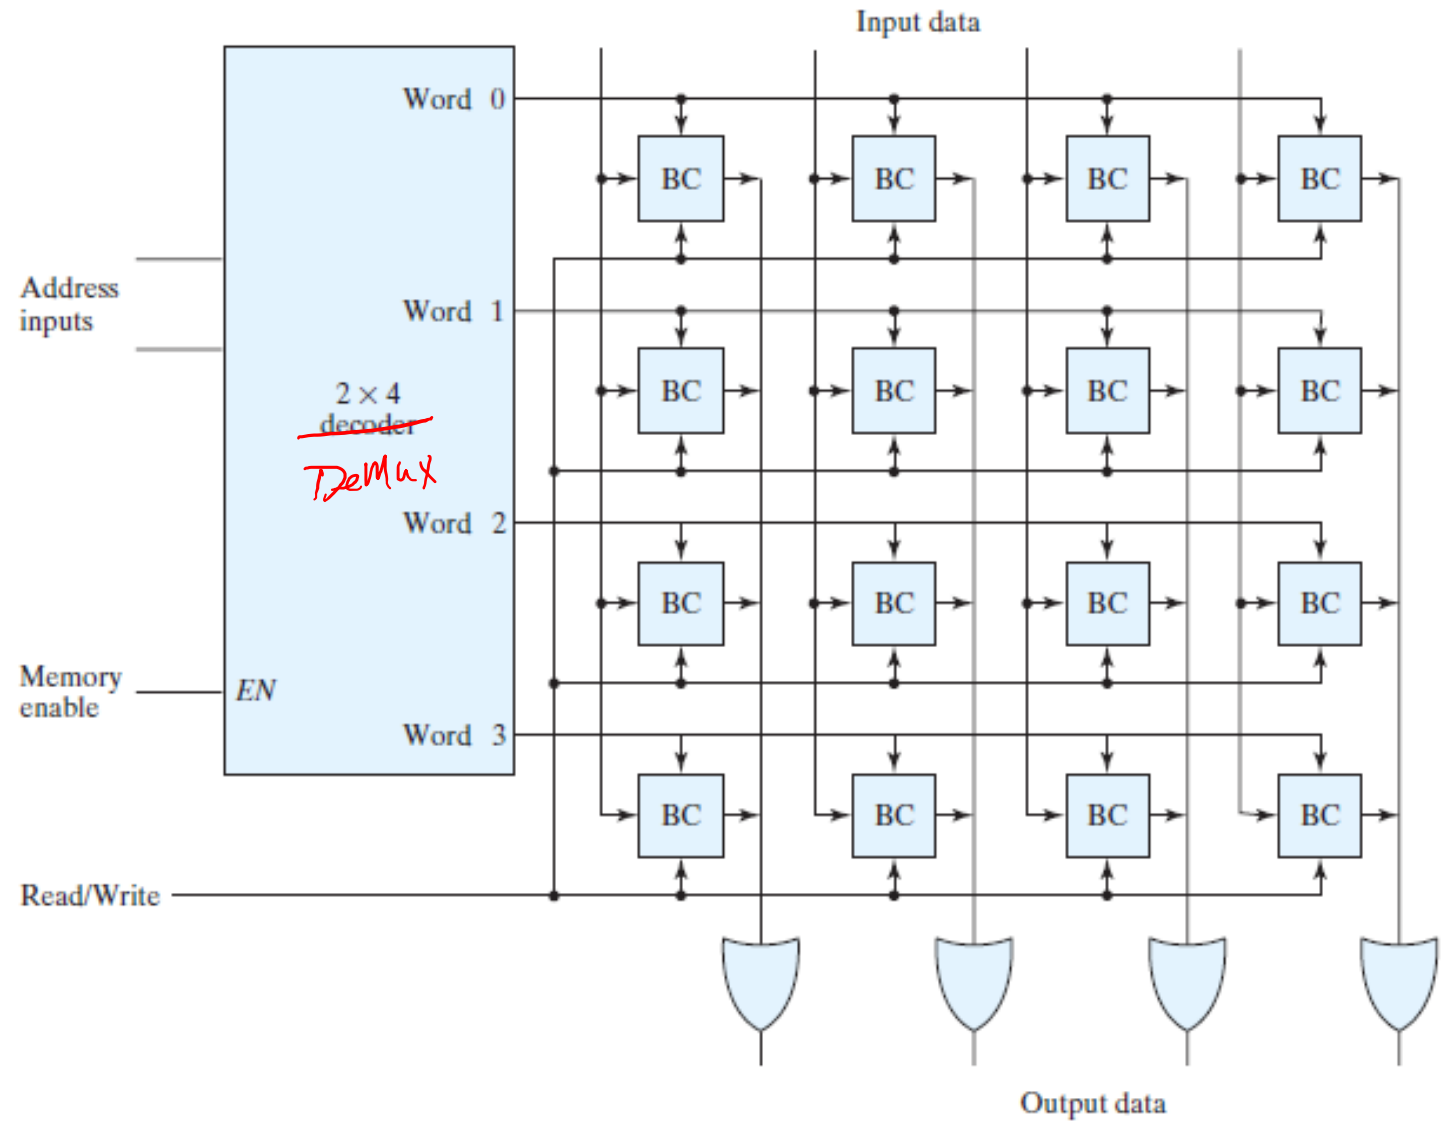 Input data
Word 0
BC BC BC BC
Address
inputs
Word 1
2 × 4
decoder
DeMux
BC BC BC BC
Word 2
BC BC BC BC
Memory
enable
EN
Word 3
BC BC BC BC
Read/Write
Output data